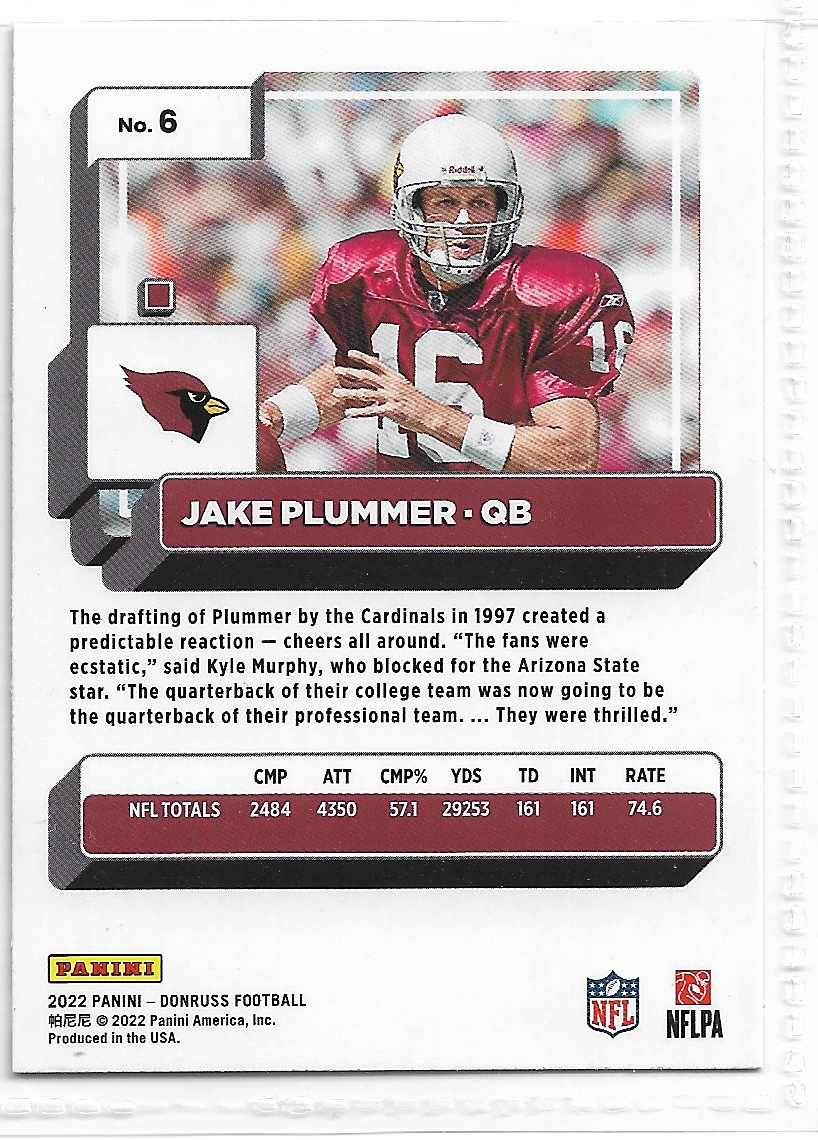 No. 6
Riddell
16
16
JAKE PLUMMER · QB
The drafting of Plummer by the Cardinals in 1997 created a
predictable reaction — cheers all around. “The fans were
ecstatic,” said Kyle Murphy, who blocked for the Arizona State
star. “The quarterback of their college team was now going to be
the quarterback of their professional team. ... They were thrilled.”
CMP ATT CMP% YDS TD INT RATE
NFL TOTALS 2484 4350 57.1 29253 161 161 74.6
PANINI
2022 PANINI – DONRUSS FOOTBALL
帕尼尼 © 2022 Panini America, Inc.
Produced in the USA.
NFL
NFLPA